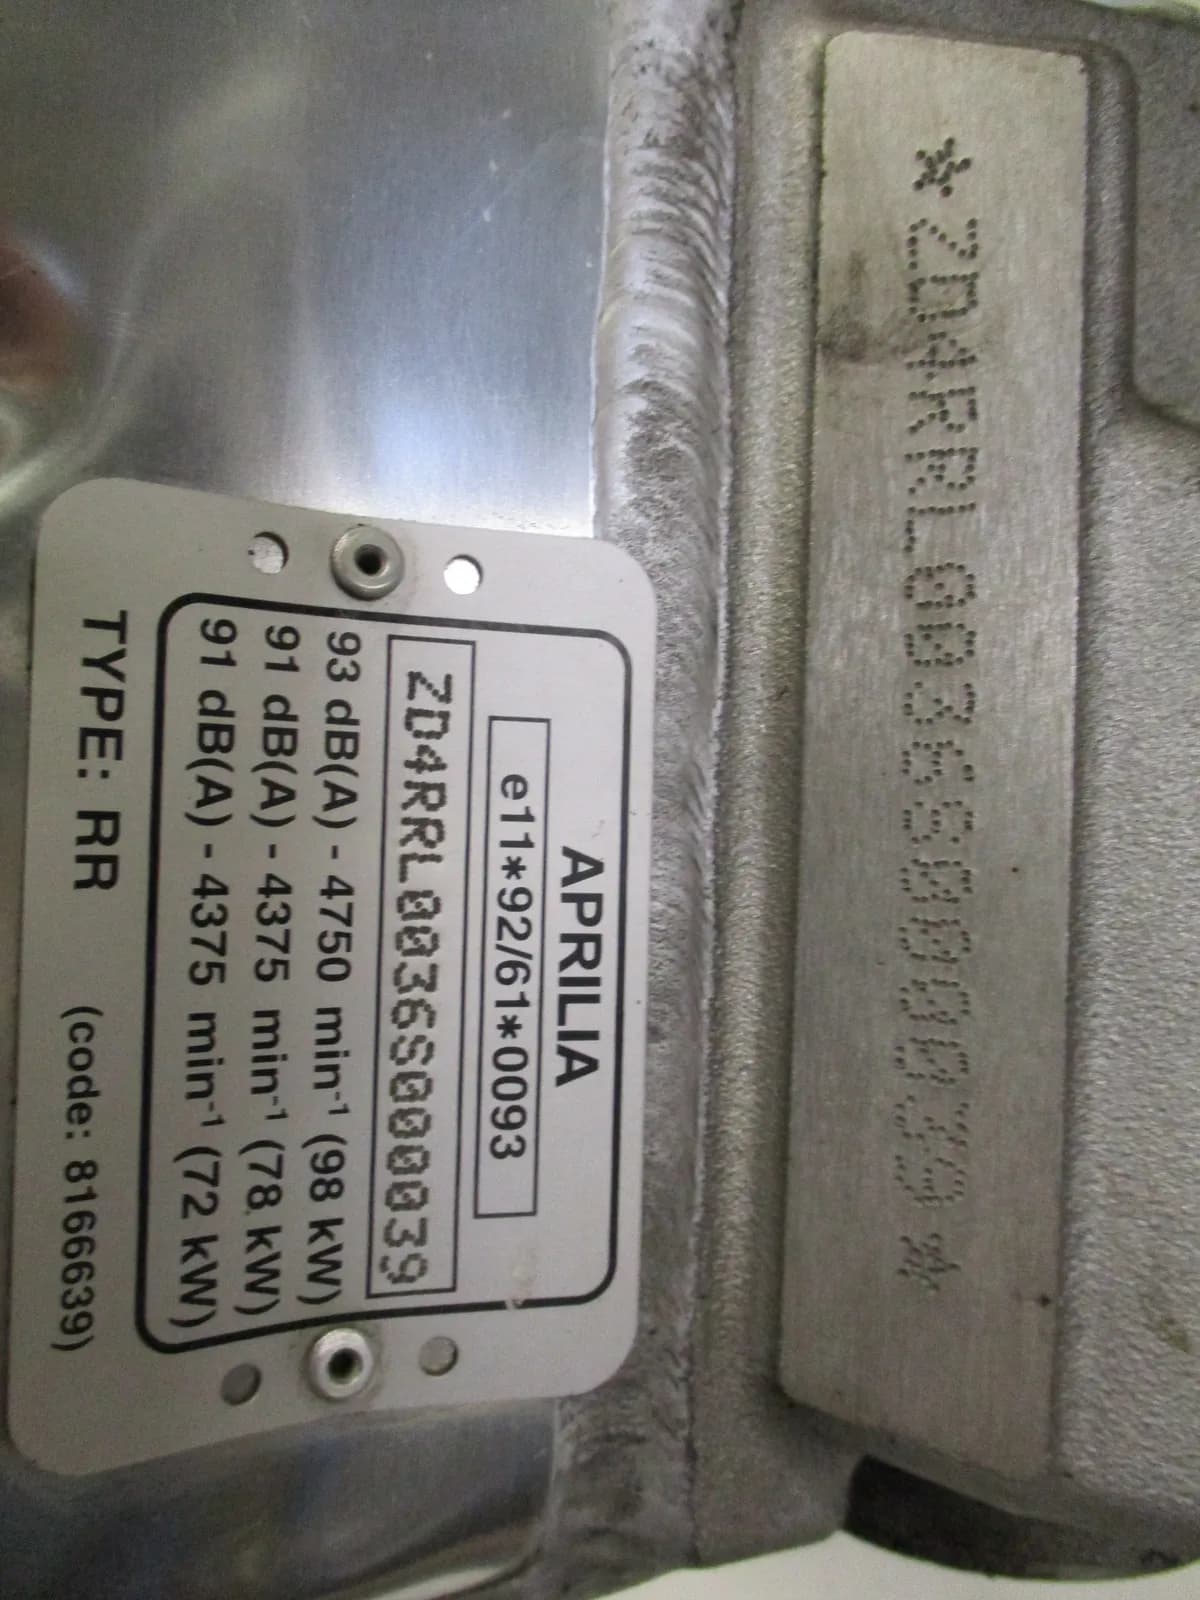 *ZD4RRL0036S000039*
APRILIA
e11*92/61*0093
ZD4RRL0036S000039
93 dB(A) - 4750 min-1 (98 kW)
91 dB(A) - 4375 min-1 (78 kW)
91 dB(A) - 4375 min-1 (72 kW)
TYPE: RR (code: 8166639)